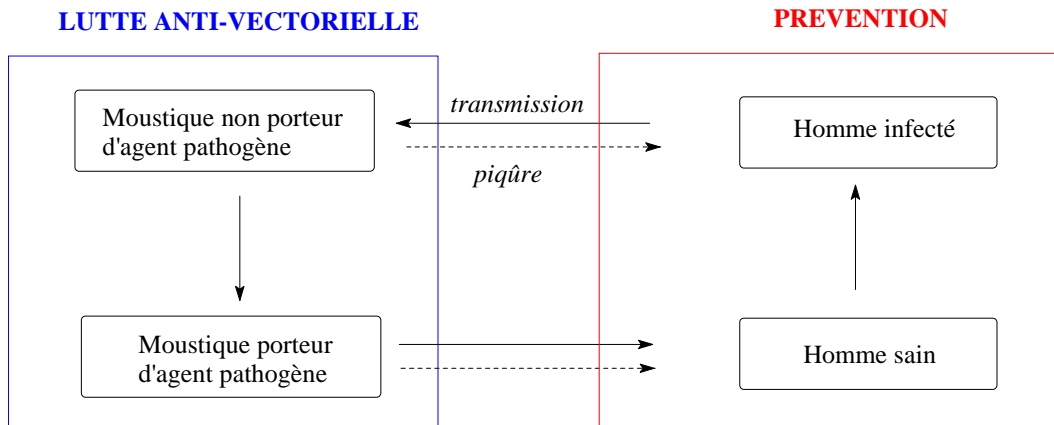 LUTTE ANTI-VECTORIELLE
PREVENTION
Moustique non porteur
d'agent pathogène
transmission
piqûre
Homme infecté
Moustique porteur
d'agent pathogène
Homme sain